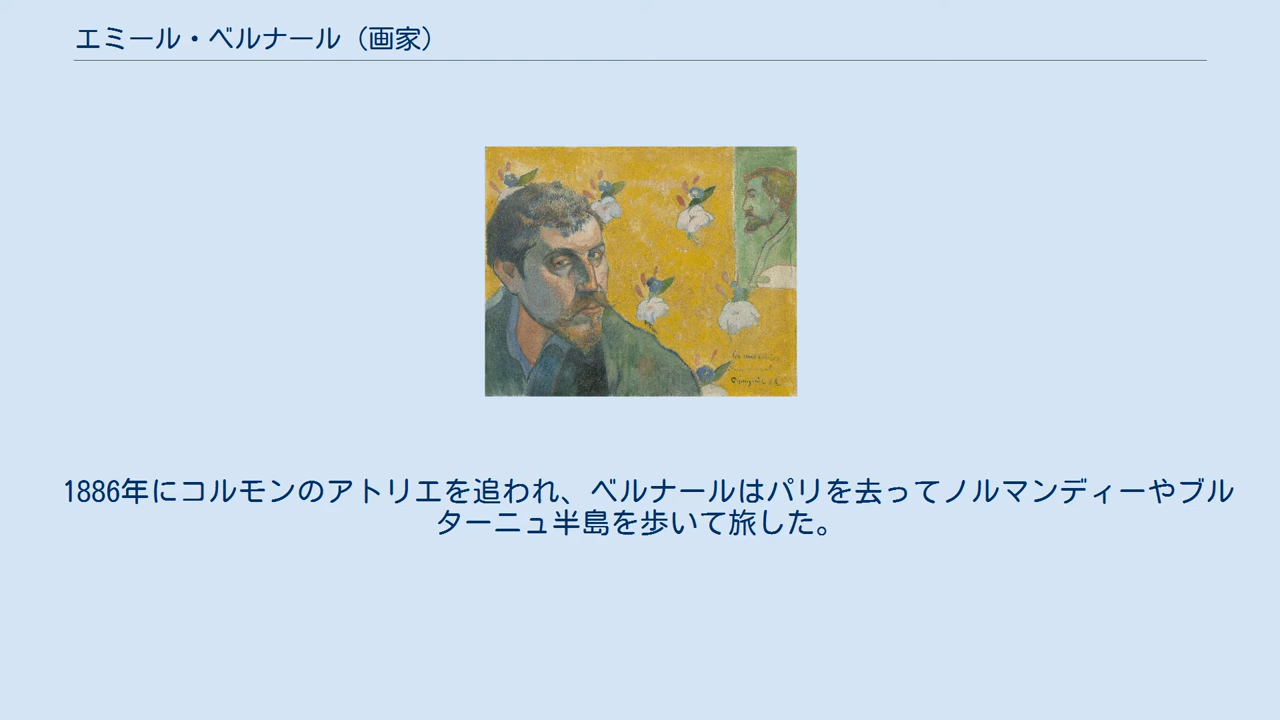 エミール・ベルナール（画家）
1886年にコルモンのアトリエを追われ、ベルナールはパリを去ってノルマンディーやブル
ターニュ半島を歩いて旅した。